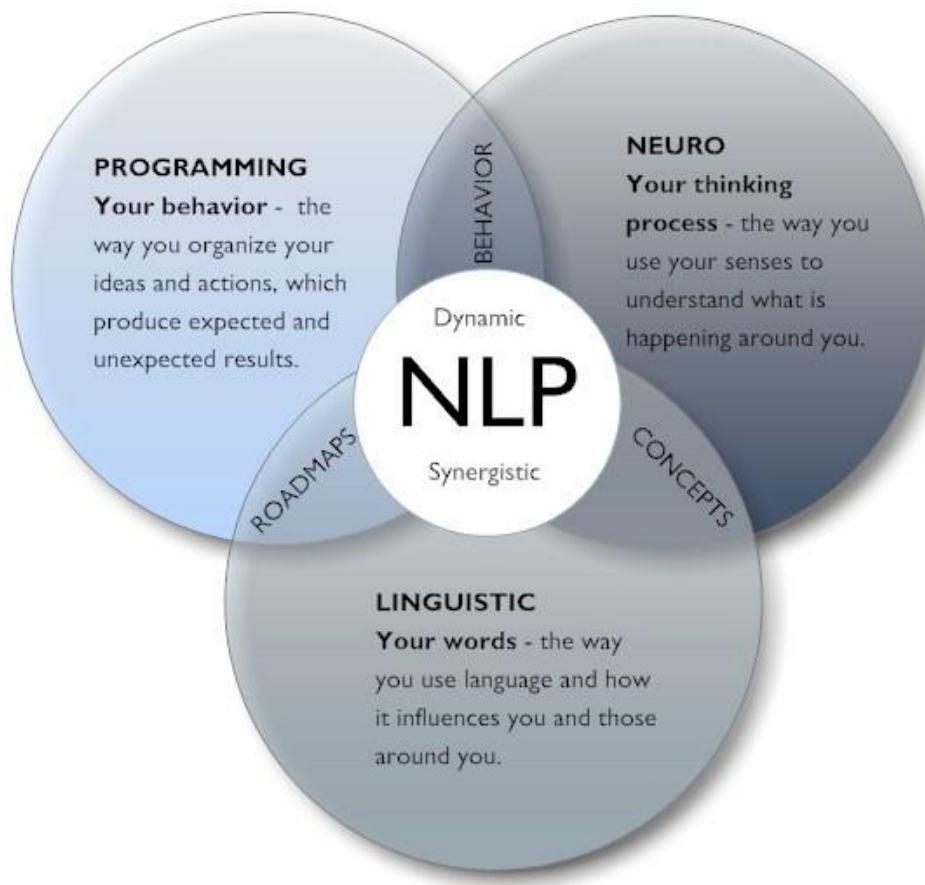 PROGRAMMING
Your behavior - the
way you organize your
ideas and actions, which
produce expected and
unexpected results.
BEHAVIOR
NEURO
Your thinking
process - the way you
use your senses to
understand what is
happening around you.
Dynamic
NLP
Synergistic
ROADMAPS
CONCEPTS
LINGUISTIC
Your words - the way
you use language and how
it influences you and those
around you.